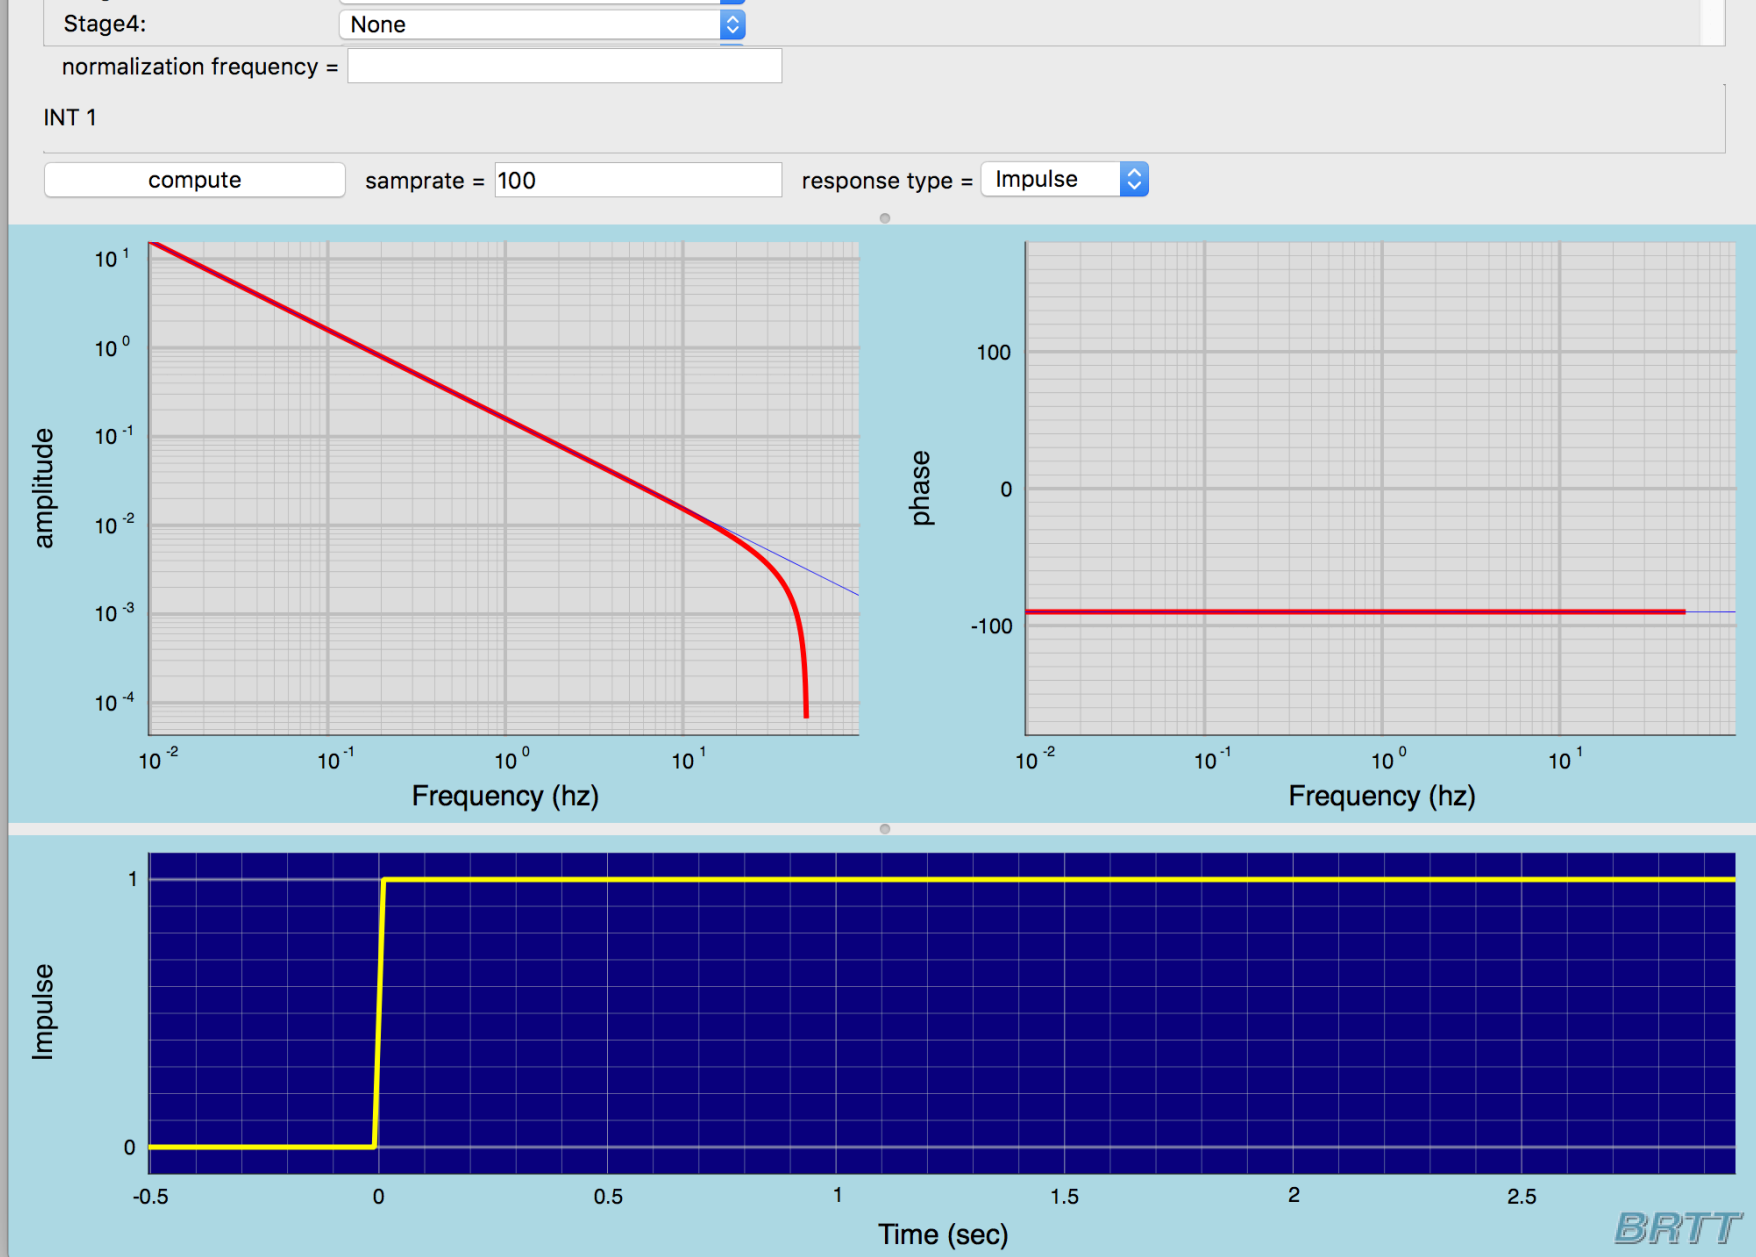 Stage4: None
normalization frequency =
INT 1
compute samprate = 100 response type = Impulse
10 1
10 0
10 -1
10 -2
10 -3
10 -4
amplitude
10 -2 10 -1 10 0 10 1
Frequency (hz)
100
0
-100
phase
10 -2 10 -1 10 0 10 1
Frequency (hz)
1
0
Impulse
-0.5 0 0.5 1 1.5 2 2.5
Time (sec)
BRTT